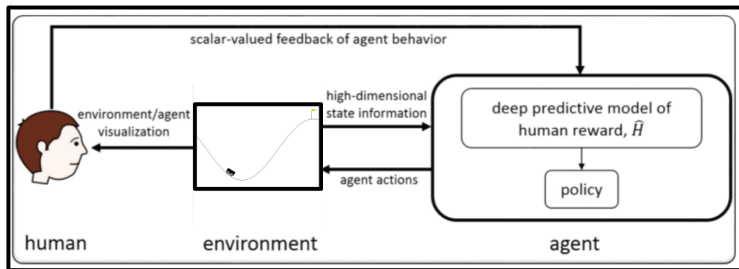 scalar-valued feedback of agent behavior
environment/agent
visualization
high-dimensional
state information
agent actions
deep predictive model of
human reward, Ĥ
policy
human
environment
agent